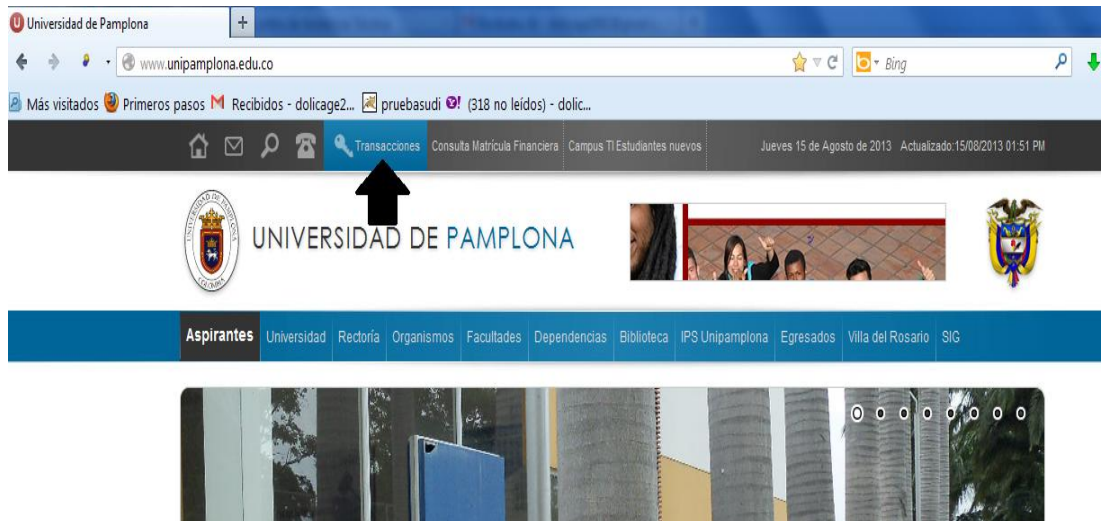 Universidad de Pamplona
www.unipamplona.edu.co
Bing
Más visitados Primeros pasos Recibidos - dolicage2... pruebasudi (318 no leídos) - dolic...
Transacciones Consulta Matrícula Financiera Campus TI Estudiantes nuevos Jueves 15 de Agosto de 2013 Actualizado:15/08/2013 01:51 PM
UNIVERSIDAD DE PAMPLONA
Aspirantes Universidad Rectoría Organismos Facultades Dependencias Biblioteca IPS Unipamplona Egresados Villa del Rosario SIG